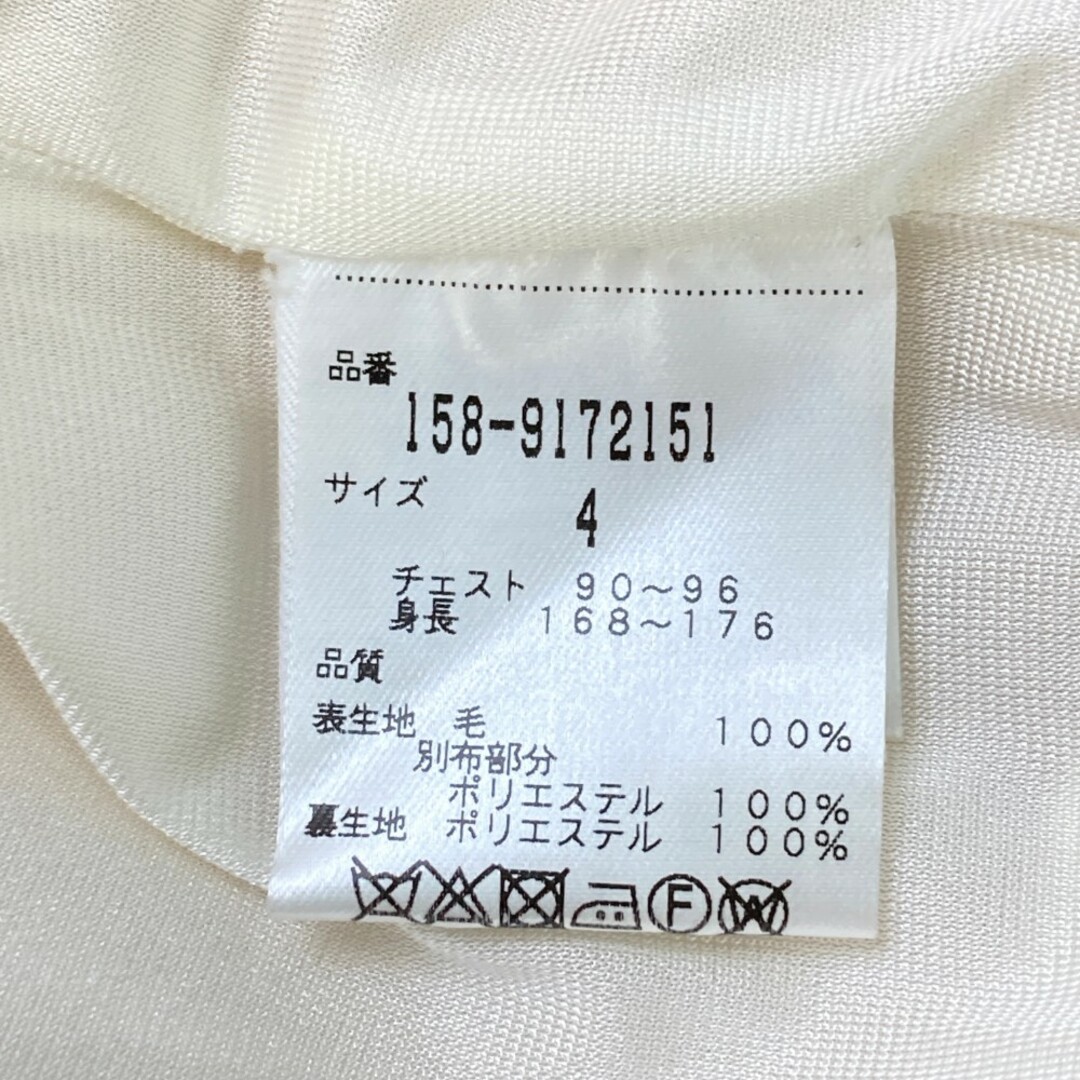 品番
158-9172151
サイズ 4
チェスト 90～96
身長 168～176
品質
表生地 毛 100%
別布部分
ポリエステル 100%
裏生地 ポリエステル 100%
F W